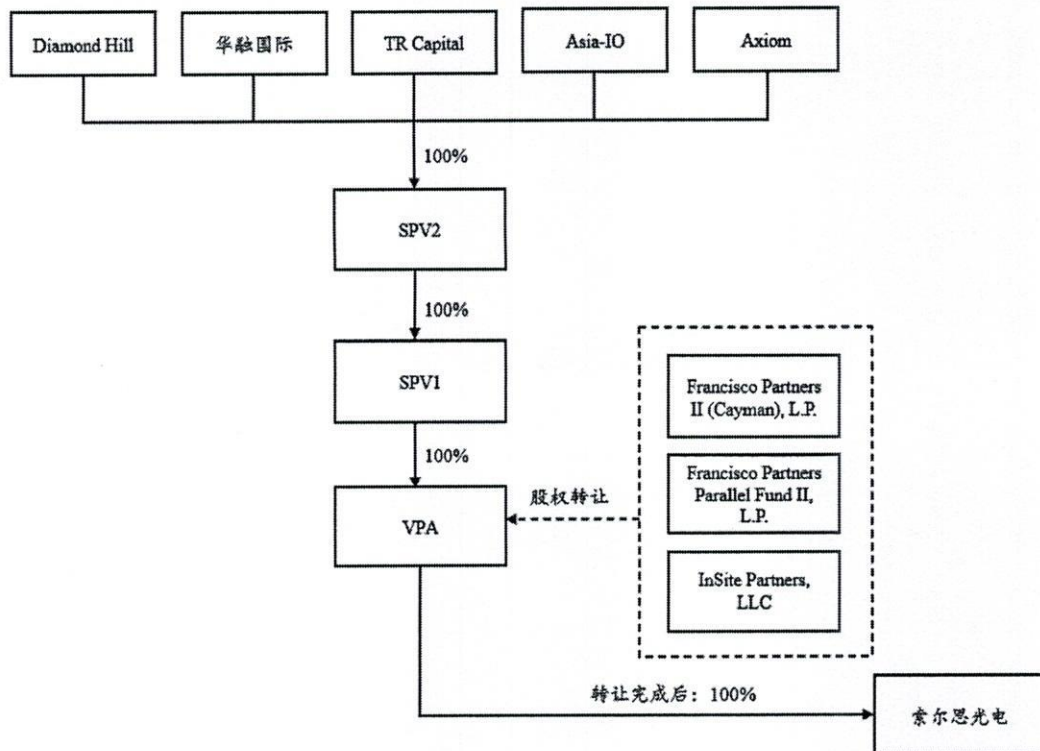 Diamond Hill
华融国际
TR Capital
Asia-IO
Axiom
100%
SPV2
100%
SPV1
100%
VPA
股权转让
Francisco Partners
II (Cayman), L.P.
Francisco Partners
Parallel Fund II,
L.P.
InSite Partners,
LLC
转让完成后：100%
索尔思光电